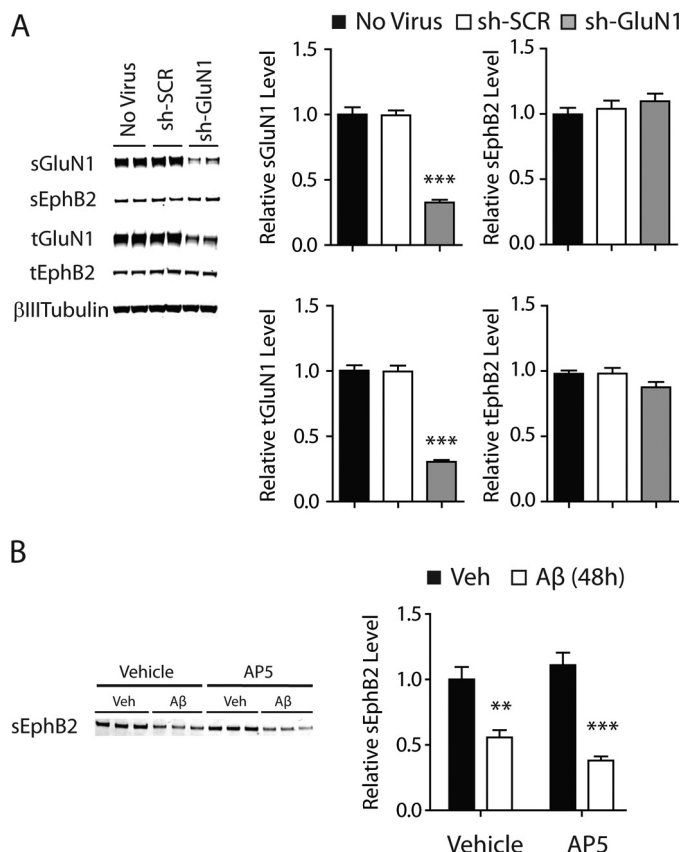 A
No Virus sh-SCR sh-GluN1
No Virus
sh-SCR
sh-GluN1
sGluN1
sEphB2
tGluN1
tEphB2
βIIITubulin
Relative sGluN1 Level
1.5
1.0
0.5
0.0
***
Relative sEphB2 Level
1.5
1.0
0.5
0.0
Relative tGluN1 Level
1.5
1.0
0.5
0.0
***
Relative tEphB2 Level
1.5
1.0
0.5
0.0
B
Vehicle AP5
Veh Aβ Veh Aβ
sEphB2
Veh Aβ (48h)
Relative sEphB2 Level
1.5
1.0
0.5
0.0
**
***
Vehicle AP5